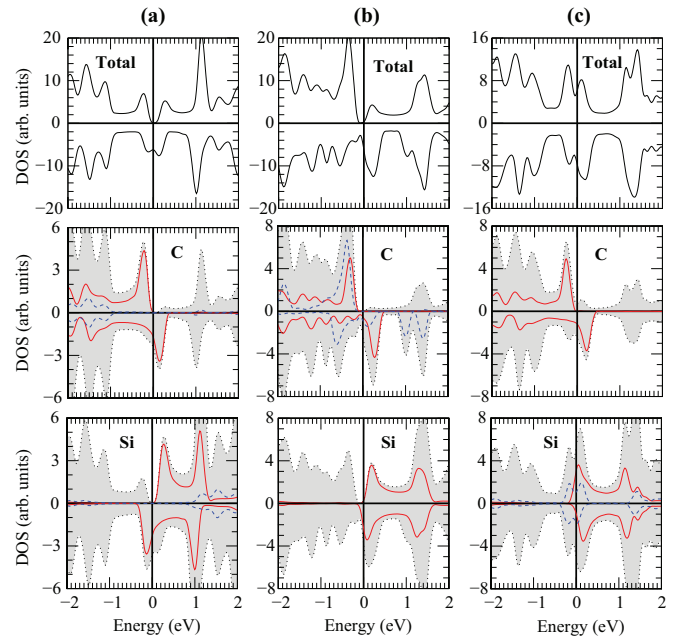 (a) (b) (c)
20 20 16
Total Total Total
10 10 8
DOS (arb. units)
0 0 0
−10 −10 −8
−20 20 −16
6 8 8
C C C
3 4 4
DOS (arb. units)
0 0 0
−3 −4 −4
−6 −8 −8
6 8 8
Si Si Si
3 4 4
DOS (arb. units)
0 0 0
−3 −4 −4
−6 −8 −8
−2 −1 0 1 2 −2 −1 0 1 2 −2 −1 0 1 2
Energy (eV) Energy (eV) Energy (eV)